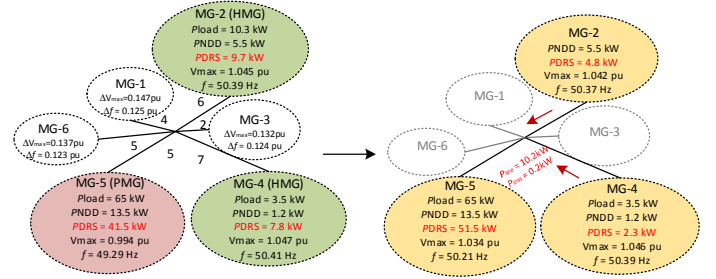 MG-2 (HMG)
Pload = 10.3 kW
PNDD = 5.5 kW
PDRS = 9.7 kW
Vmax = 1.045 pu
f = 50.39 Hz
MG-1
ΔVmax=0.147pu
Δf = 0.125 pu
MG-3
ΔVmax=0.132pu
Δf = 0.124 pu
MG-6
ΔVmax=0.137pu
Δf = 0.123 pu
6
4
2
5
5
7
MG-5 (PMG)
Pload = 65 kW
PNDD = 13.5 kW
PDRS = 41.5 kW
Vmax = 0.994 pu
f = 49.29 Hz
MG-4 (HMG)
Pload = 3.5 kW
PNDD = 1.2 kW
PDRS = 7.8 kW
Vmax = 1.047 pu
f = 50.41 Hz
MG-2
PNDD = 5.5 kW
PDRS = 4.8 kW
Vmax = 1.042 pu
f = 50.37 Hz
MG-1
MG-3
MG-6
= 10.2kW
= 0.2kW
MG-5
Pload = 65 kW
PNDD = 13.5 kW
PDRS = 51.5 kW
Vmax = 1.034 pu
f = 50.21 Hz
MG-4
Pload = 3.5 kW
PNDD = 1.2 kW
PDRS = 2.3 kW
Vmax = 1.046 pu
f = 50.39 Hz